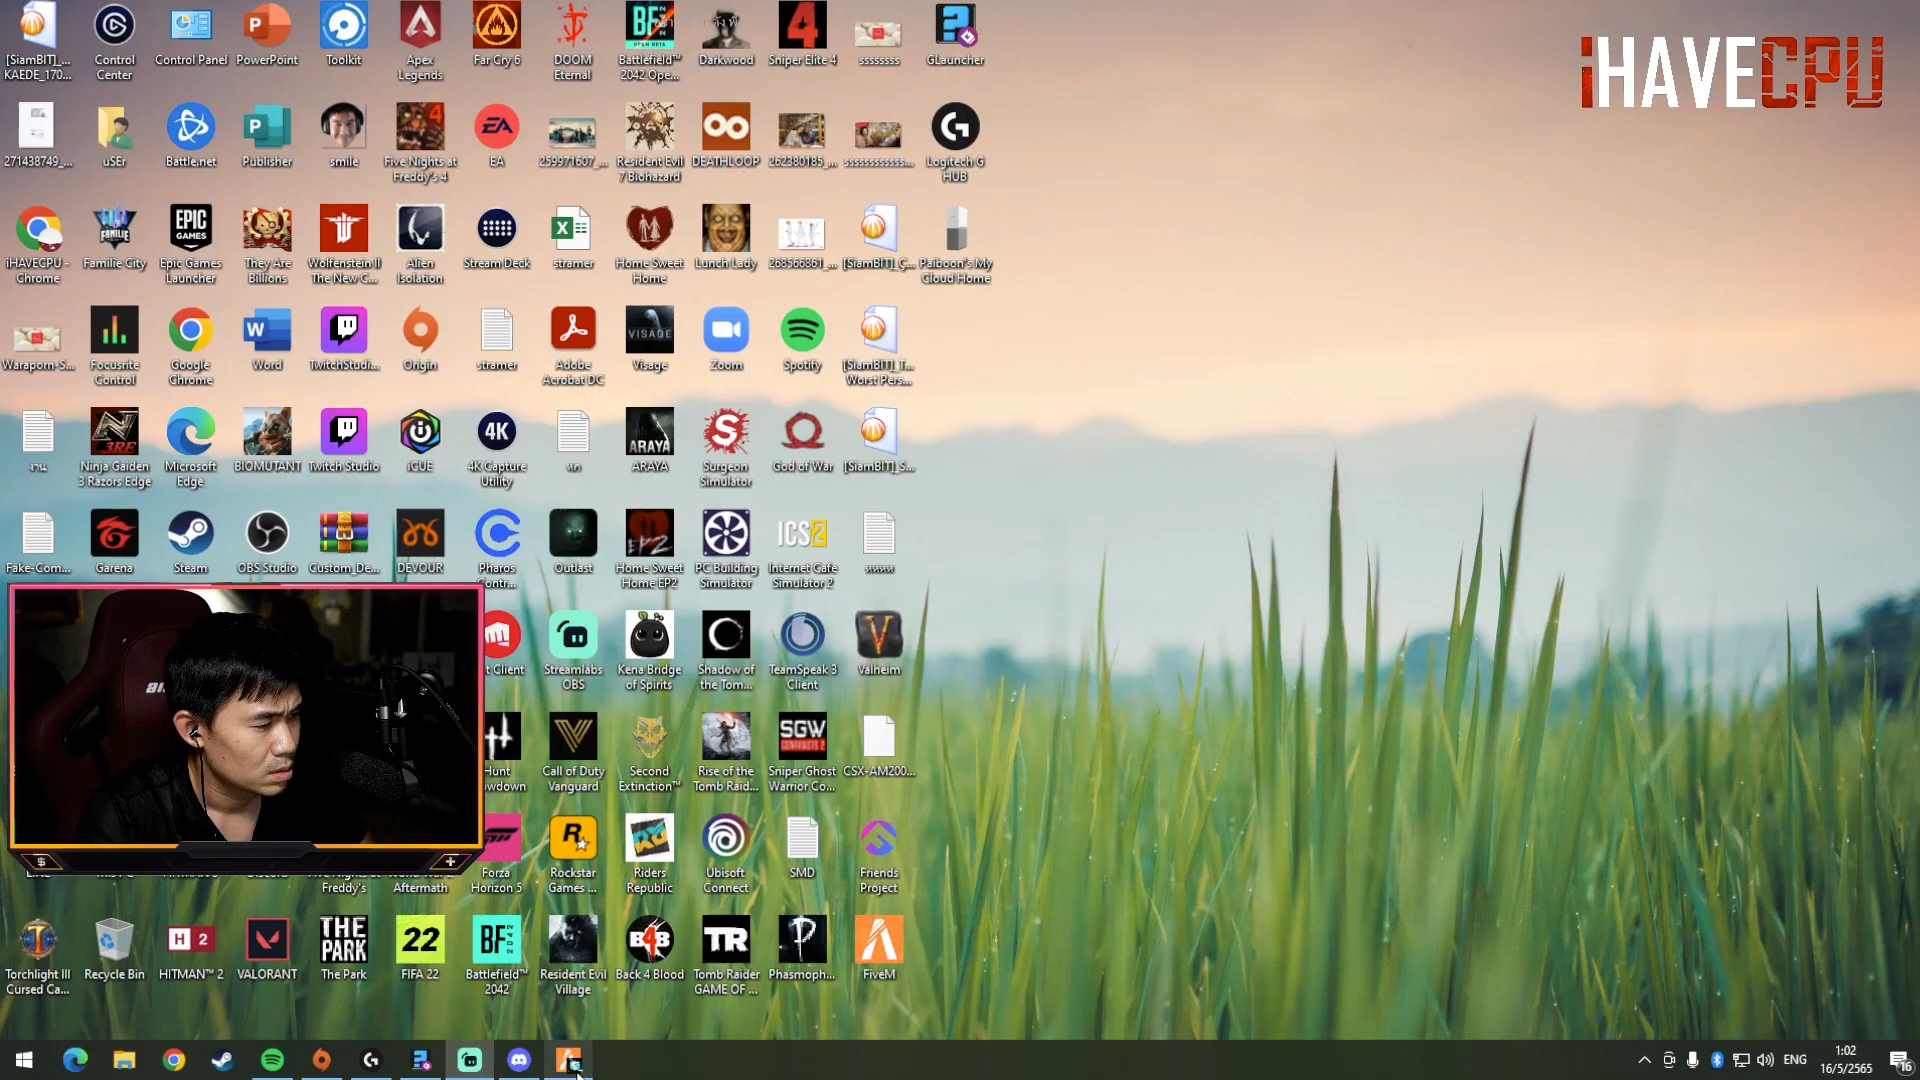 [SiamBIT]_...
KAEDE_170...
Control
Center
Control Panel
PowerPoint
Toolkit
Apex
Legends
Far Cry 6
DOOM
Eternal
Battlefield™
2042 Ope...
Darkwood
Sniper Elite 4
ssssssss
GLauncher
iHAVECPU
271438749_...
uSEr
Battle.net
Publisher
smile
Five Nights at
Freddy's 4
EA
259971607_...
Resident Evil
7 Biohazard
DEATHLOOP
262380185_...
ssssssssssss...
Logitech G
HUB
iHAVECPU -
Chrome
Familie City
Epic Games
Launcher
They Are
Billions
Wolfenstein II
The New C...
Alien
Isolation
Stream Deck
stramer
Home Sweet
Home
Lunch Lady
268566861_...
[SiamBIT]_Ç...
Paiboon's My
Cloud Home
Waraporn-S...
Focusrite
Control
Google
Chrome
Word
TwitchStudi...
Origin
stramer
Adobe
Acrobat DC
Visage
Zoom
Spotify
[SiamBIT]_T...
Worst Pers...
งาน
Ninja Gaiden
3 Razors Edge
Microsoft
Edge
BIOMUTANT
Twitch Studio
iCUE
4K Capture
Utility
ARAYA
Surgeon
Simulator
God of War
[SiamBIT]_S...
Fake-Com...
Garena
Steam
OBS Studio
Custom_De...
DEVOUR
Pharos
Contr...
Outlast
Home Sweet
Home EP2
PC Building
Simulator
Internet Cafe
Simulator 2
t Client
Streamlabs
OBS
Kena Bridge
of Spirits
Shadow of
the Tom...
TeamSpeak 3
Client
Valheim
Hunt
owdown
Call of Duty
Vanguard
Second
Extinction™
Rise of the
Tomb Raid...
Sniper Ghost
Warrior Co...
CSX-AM200...
Freddy's
Aftermath
Forza
Horizon 5
Rockstar
Games ...
Riders
Republic
Ubisoft
Connect
SMD
Friends
Project
Torchlight III
Cursed Ca...
Recycle Bin
HITMAN™ 2
VALORANT
The Park
FIFA 22
Battlefield™
2042
Resident Evil
Village
Back 4 Blood
Tomb Raider
GAME OF ...
Phasmoph...
FiveM
ENG
1:02
16/5/2565
16